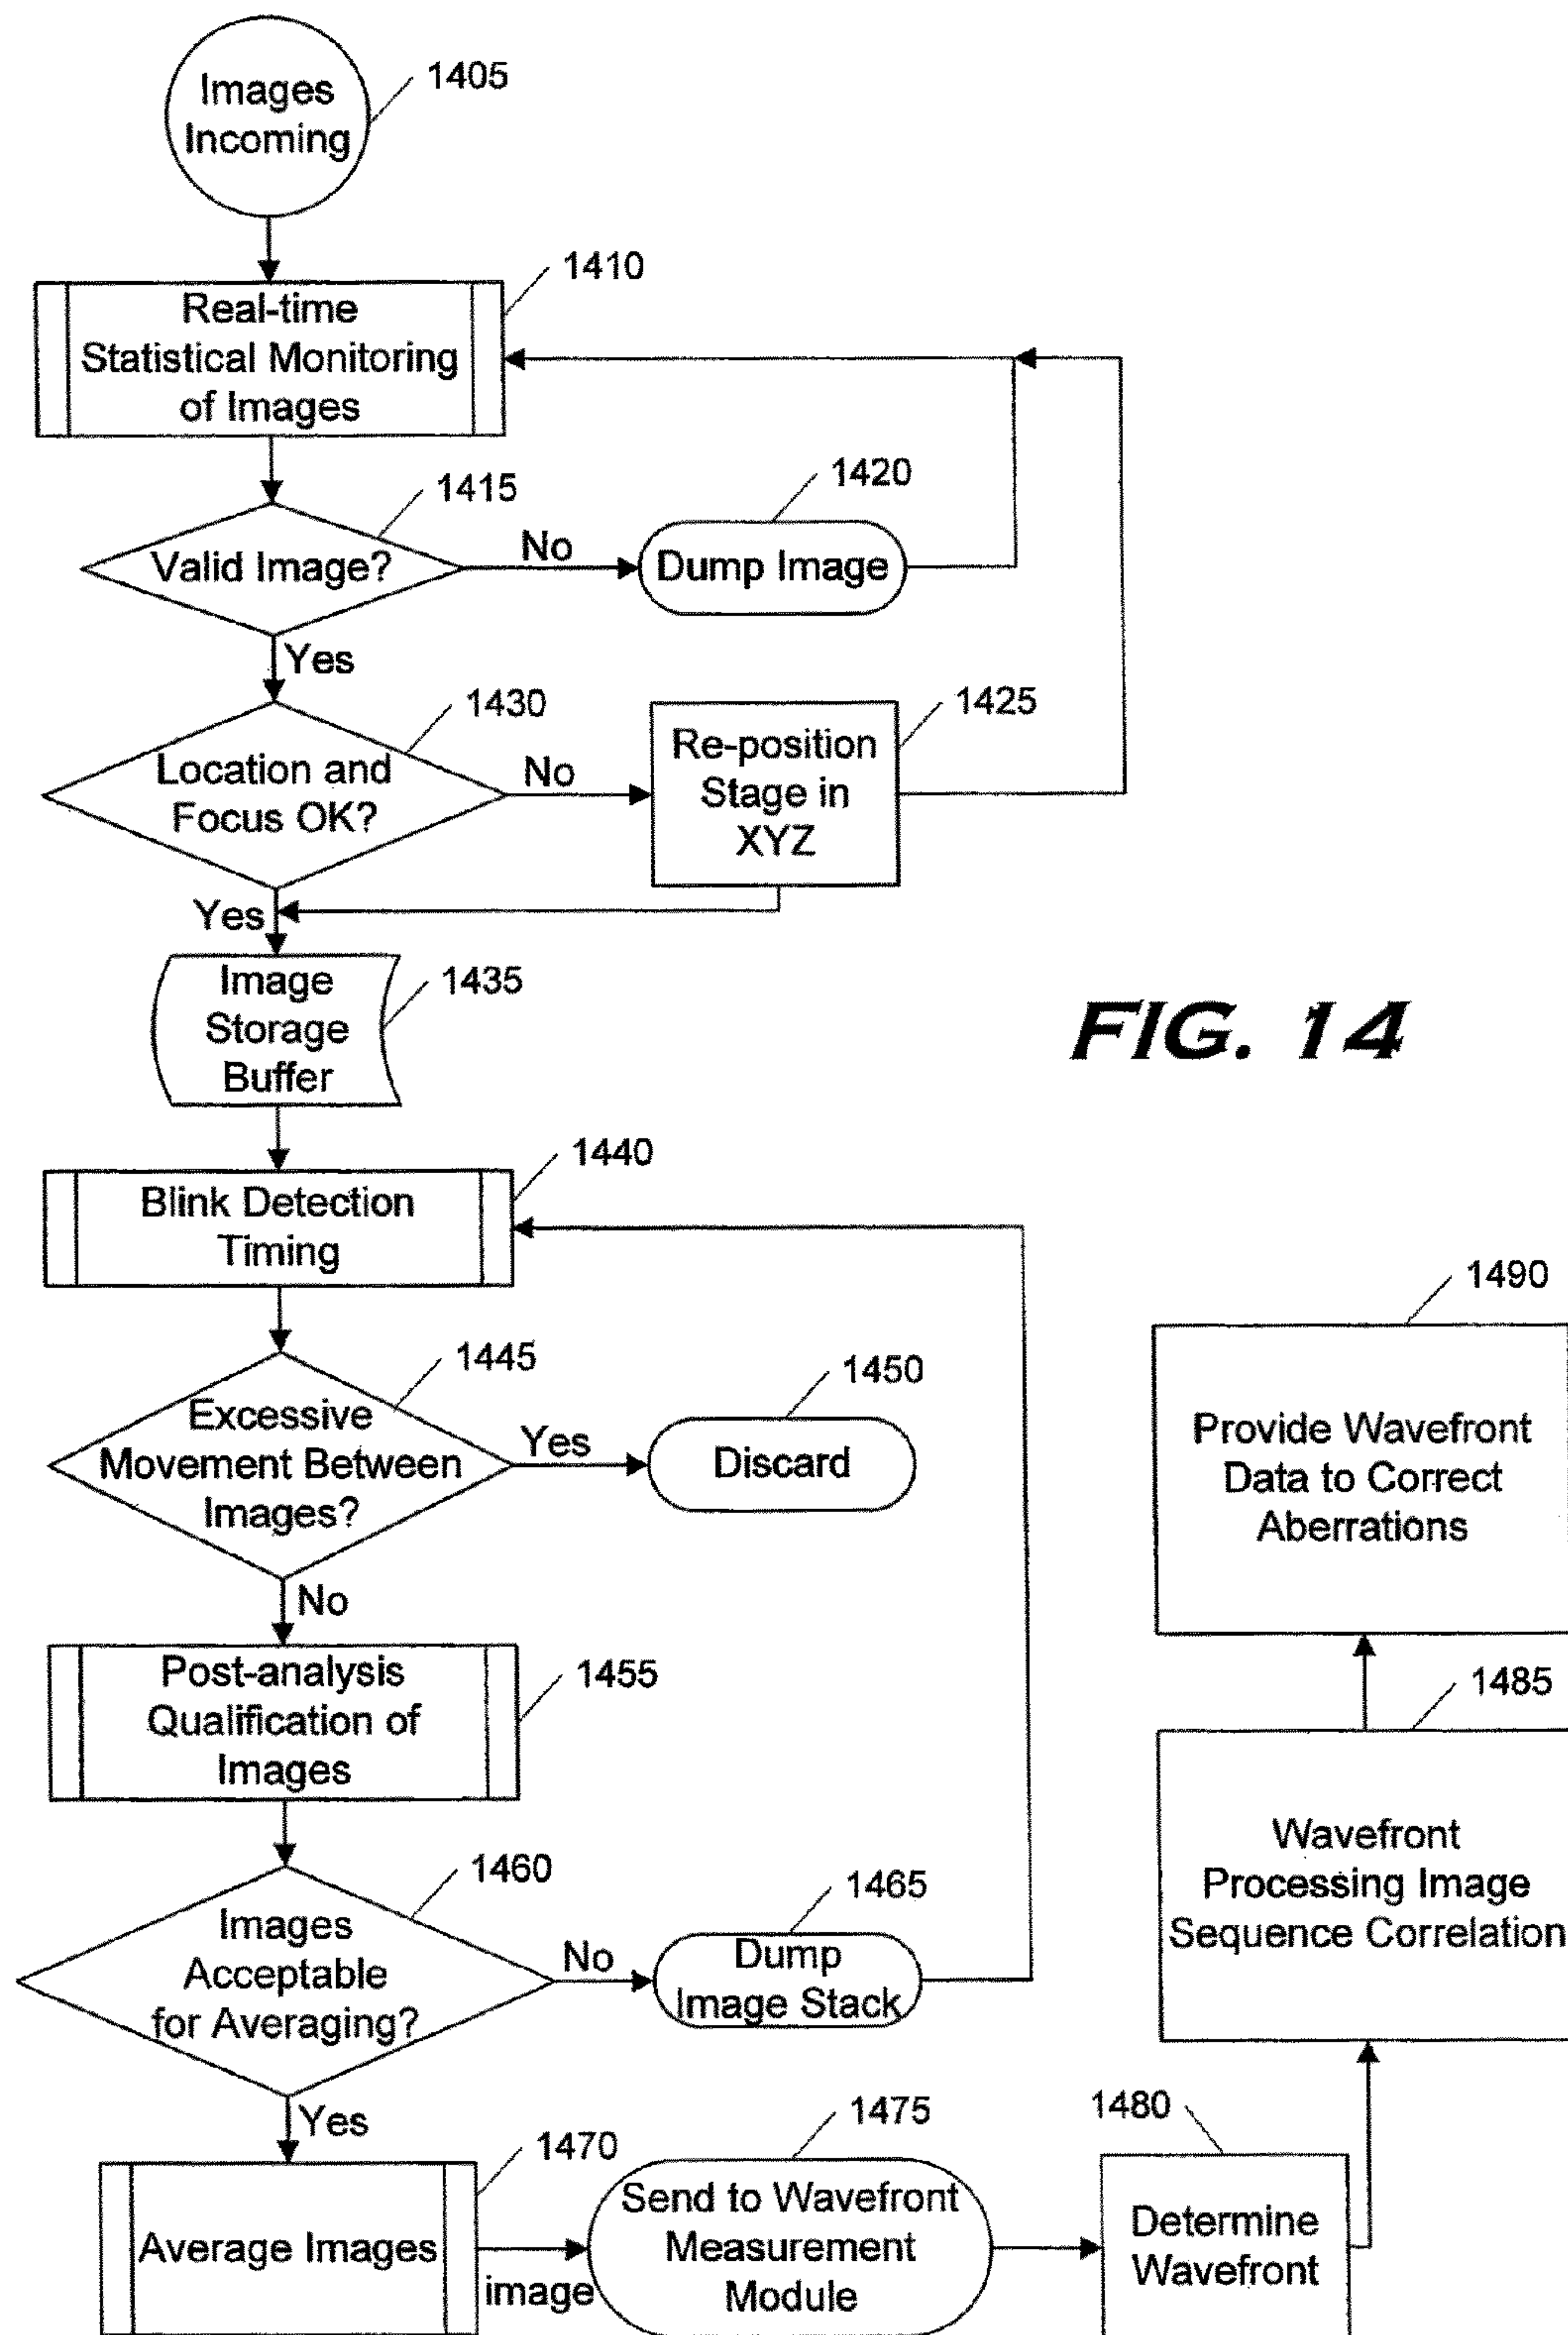 Images
Incoming
1405
1410
Real-time
Statistical Monitoring
of Images
1415
Valid Image?
No
1420
Dump Image
Yes
1430
Location and
Focus OK?
No
1425
Re-position
Stage in
XYZ
Yes
Image
Storage
Buffer
1435
FIG. 14
1440
Blink Detection
Timing
1445
Excessive
Movement Between
Images?
Yes
1450
Discard
No
1455
Post-analysis
Qualification of
Images
1460
Images
Acceptable
for Averaging?
No
1465
Dump
Image Stack
Yes
1470
Average Images
image
1475
Send to Wavefront
Measurement
Module
1480
Determine
Wavefront
1485
Wavefront
Processing Image
Sequence Correlation
1490
Provide Wavefront
Data to Correct
Aberrations